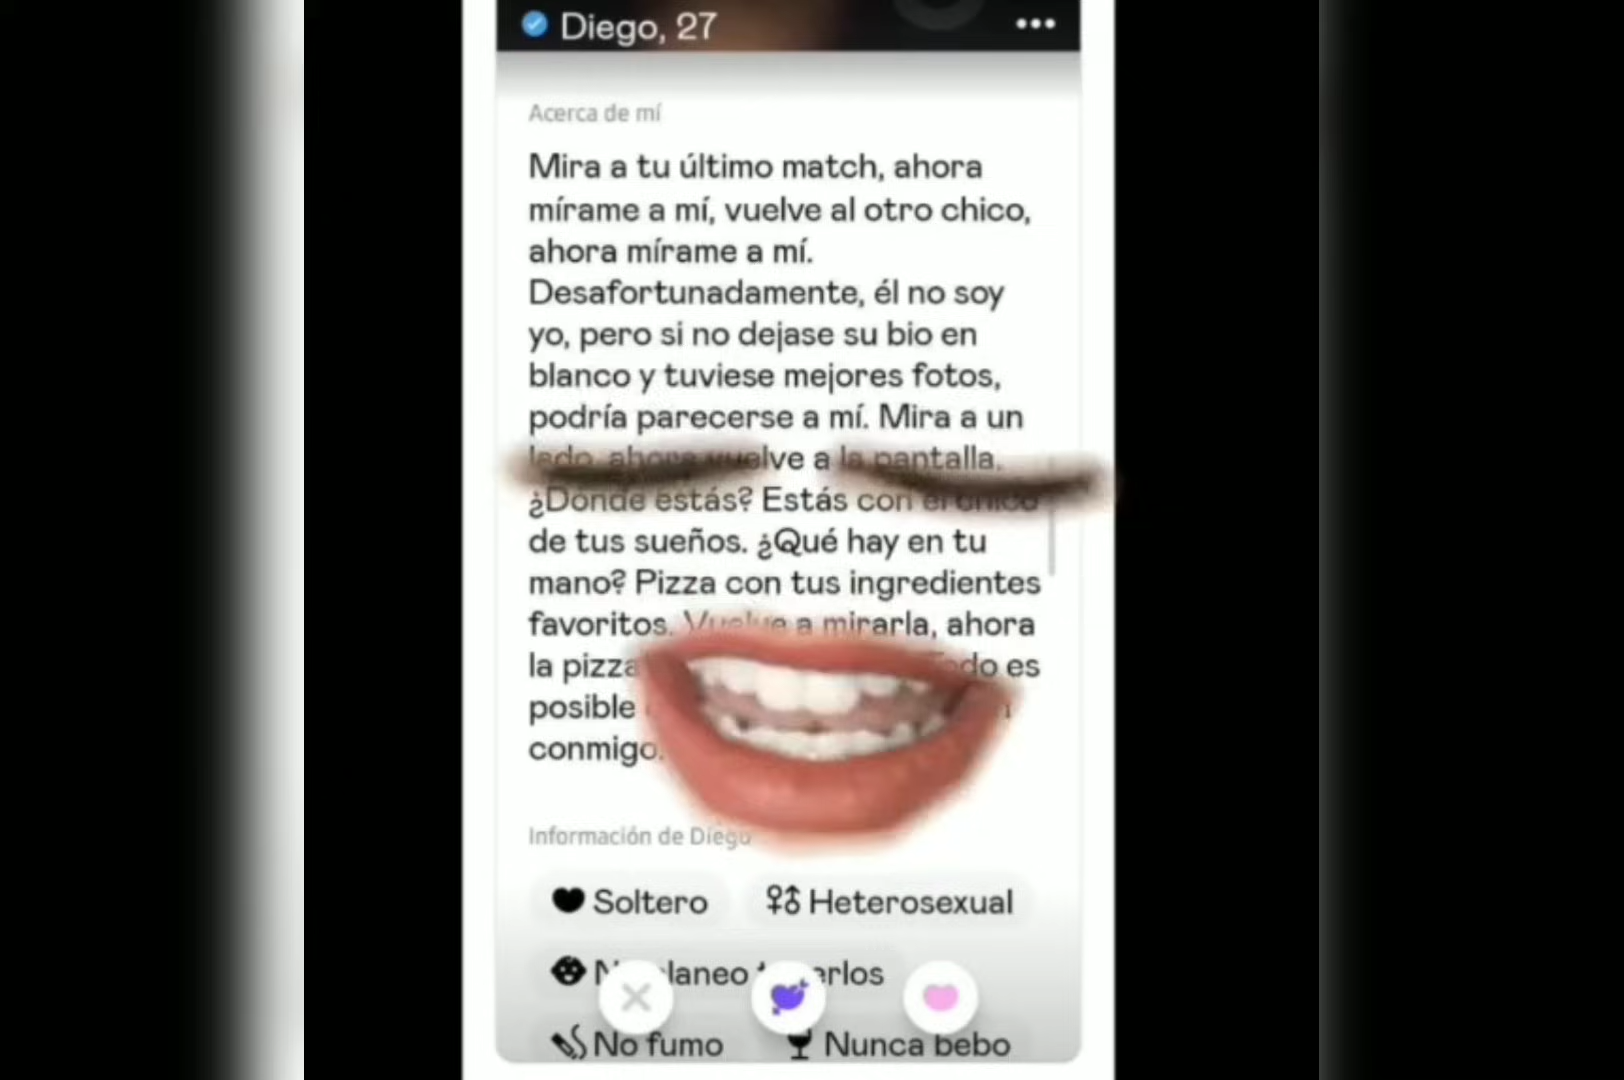 Diego, 27
Acerca de mí
Mira a tu último match, ahora
mírame a mí, vuelve al otro chico,
ahora mírame a mí.
Desafortunadamente, él no soy
yo, pero si no dejase su bio en
blanco y tuviese mejores fotos,
podría parecerse a mí. Mira a un
lado, ahora vuelve a la pantalla.
¿Dónde estás? Estás con el chico
de tus sueños. ¿Qué hay en tu
mano? Pizza con tus ingredientes
favoritos. Vuelve a mirarla, ahora
la pizza es
posible
conmigo.
Información de Diego
Soltero Heterosexual
No fumo Nunca bebo